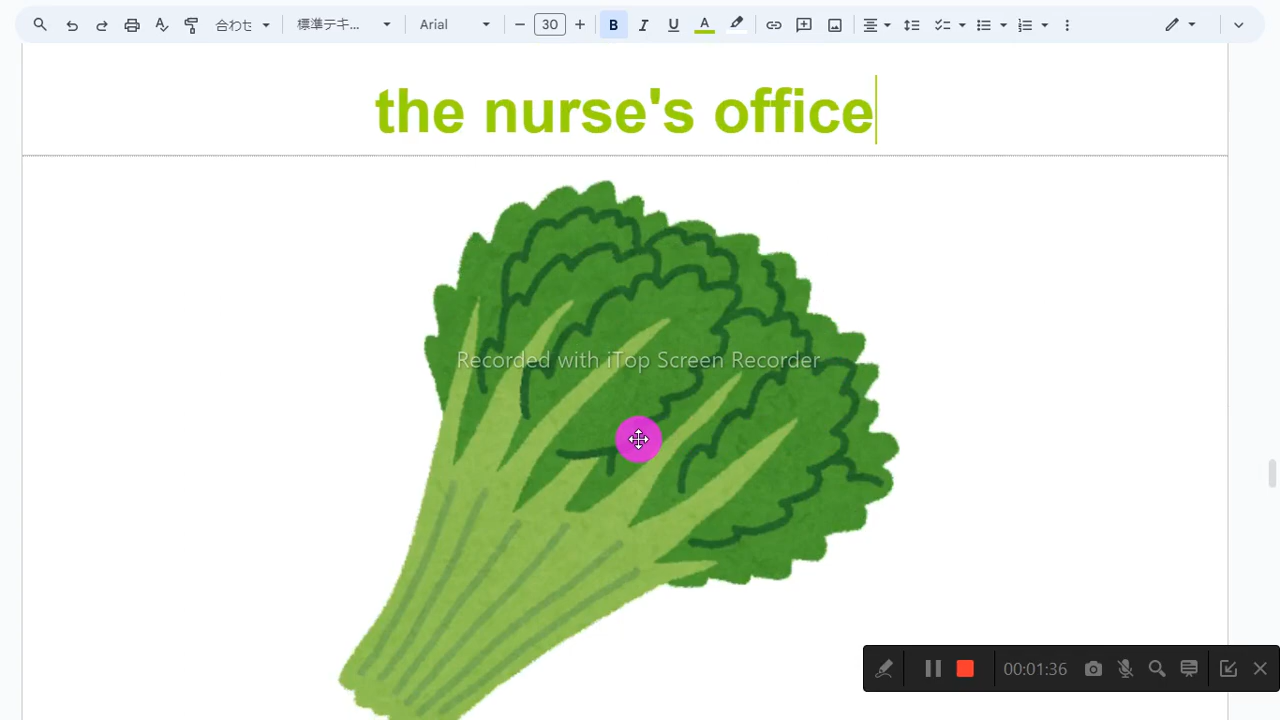 合わせ 標準テキ... Arial 30 B I U A
the nurse's office
Recorded with iTop Screen Recorder
00:01:36